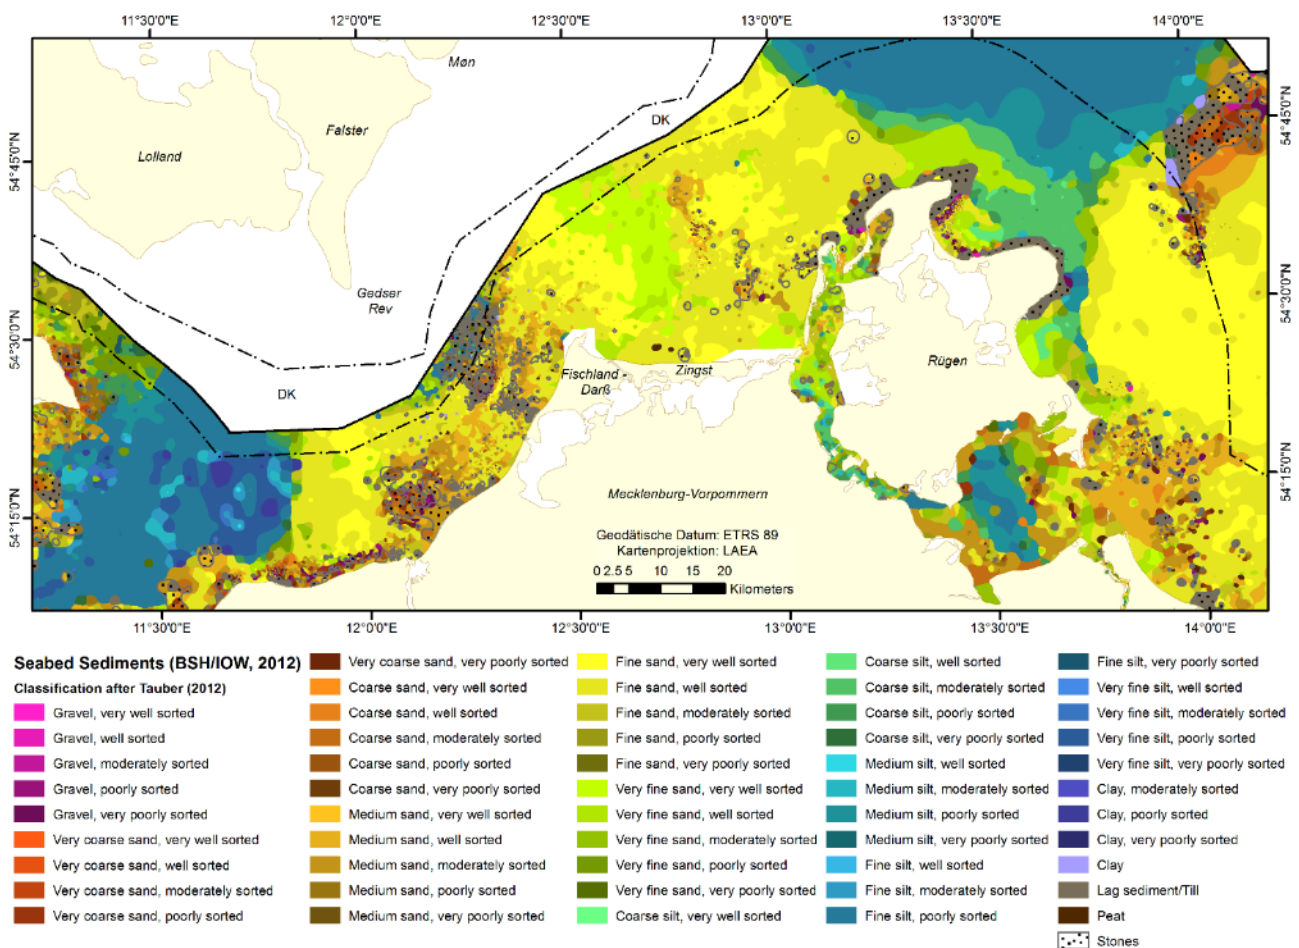 11°30'0"E 12°0'0"E 12°30'0"E 13°0'0"E 13°30'0"E 14°0'0"E
Møn
DK
54°45'0"N
Falster
Lolland
54°45'0"N
Gedser
Rev
54°30'0"N
54°30'0"N
Fischland -
Darß
Zingst
Rügen
DK
54°15'0"N
Mecklenburg-Vorpommern
54°15'0"N
Geodätische Datum: ETRS 89
Kartenprojektion: LAEA
0 2.5 5 10 15 20
Kilometers
11°30'0"E 12°0'0"E 12°30'0"E 13°0'0"E 13°30'0"E 14°0'0"E
Seabed Sediments (BSH/IOW, 2012)
Classification after Tauber (2012)
Gravel, very well sorted
Gravel, well sorted
Gravel, moderately sorted
Gravel, poorly sorted
Gravel, very poorly sorted
Very coarse sand, very well sorted
Very coarse sand, well sorted
Very coarse sand, moderately sorted
Very coarse sand, poorly sorted
Very coarse sand, very poorly sorted
Coarse sand, very well sorted
Coarse sand, well sorted
Coarse sand, moderately sorted
Coarse sand, poorly sorted
Coarse sand, very poorly sorted
Medium sand, very well sorted
Medium sand, well sorted
Medium sand, moderately sorted
Medium sand, poorly sorted
Medium sand, very poorly sorted
Fine sand, very well sorted
Fine sand, well sorted
Fine sand, moderately sorted
Fine sand, poorly sorted
Fine sand, very poorly sorted
Very fine sand, very well sorted
Very fine sand, well sorted
Very fine sand, moderately sorted
Very fine sand, poorly sorted
Very fine sand, very poorly sorted
Coarse silt, very well sorted
Coarse silt, well sorted
Coarse silt, moderately sorted
Coarse silt, poorly sorted
Coarse silt, very poorly sorted
Medium silt, well sorted
Medium silt, moderately sorted
Medium silt, poorly sorted
Medium silt, very poorly sorted
Fine silt, well sorted
Fine silt, moderately sorted
Fine silt, poorly sorted
Fine silt, very poorly sorted
Very fine silt, well sorted
Very fine silt, moderately sorted
Very fine silt, poorly sorted
Very fine silt, very poorly sorted
Clay, moderately sorted
Clay, poorly sorted
Clay, very poorly sorted
Clay
Lag sediment/Till
Peat
Stones